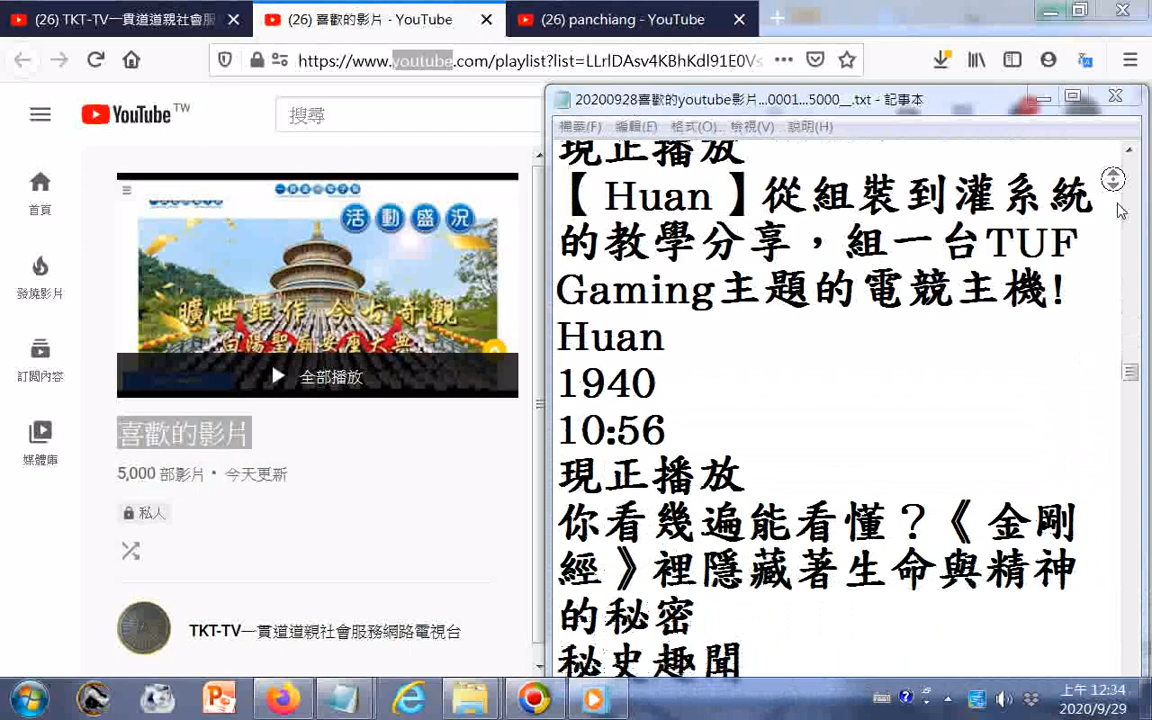 (26) TKT-TV一貫道道親社會服
(26) 喜歡的影片 - YouTube
(26) panchiang - YouTube
https://www.youtube.com/playlist?list=LLrlDAsv4KBhKdl91E0Vs
YouTube TW
搜尋
首頁
發燒影片
訂閱內容
媒體庫
活動盛況
曠世鉅作 今古奇觀
全部播放
喜歡的影片
5,000 部影片 • 今天更新
私人
TKT-TV一貫道道親社會服務網路電視台
20200928喜歡的youtube影片...0001...5000__.txt - 記事本
檔案(F) 編輯(E) 格式(O) 檢視(V) 說明(H)
現正播放
【Huan】從組裝到灌系統
的教學分享，組一台TUF
Gaming主題的電競主機!
Huan
1940
10:56
現正播放
你看幾遍能看懂？《金剛
經》裡隱藏著生命與精神
的秘密
秘史趣聞
上午 12:34
2020/9/29